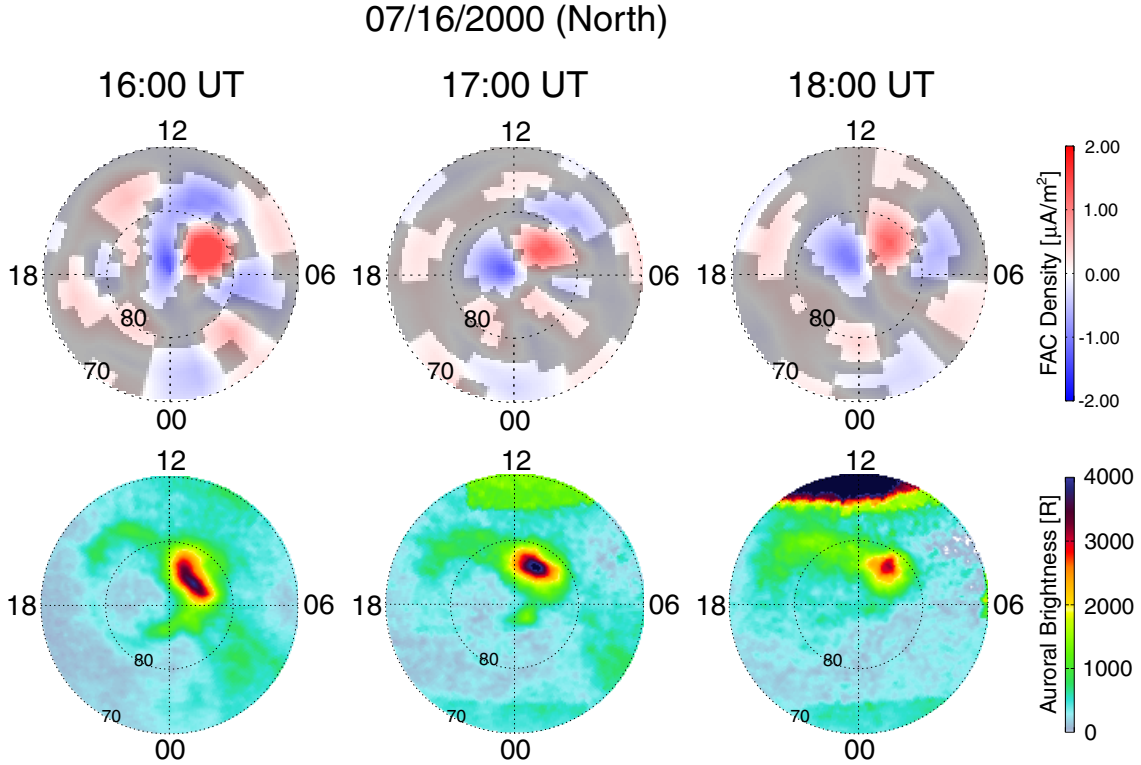 07/16/2000 (North)
16:00 UT 17:00 UT 18:00 UT
12 12 12
18 06 18 06 18 06
80 80 80
70 70 70
00 00 00
2.00
1.00
0.00
-1.00
-2.00
FAC Density [µA/m²]
12 12 12
18 06 18 06 18 06
80 80 80
70 70 70
00 00 00
4000
3000
2000
1000
0
Auroral Brightness [R]